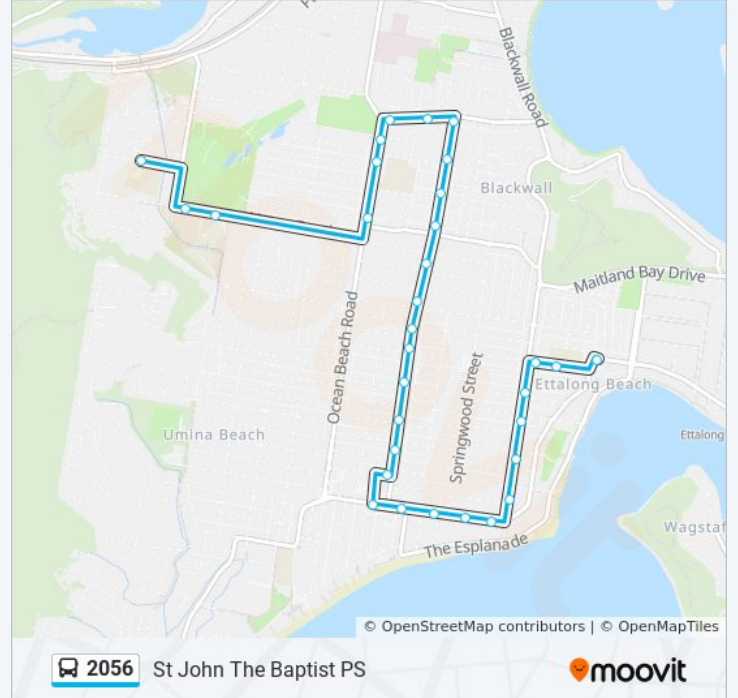 Blackwall Road
Blackwall
Maitland Bay Drive
Ocean Beach Road
Springwood Street
Ettalong Beach
Umina Beach
Ettalong
Wagstaf
The Esplanade
© OpenStreetMap contributors | © OpenMapTiles
2056 St John The Baptist PS
moovit